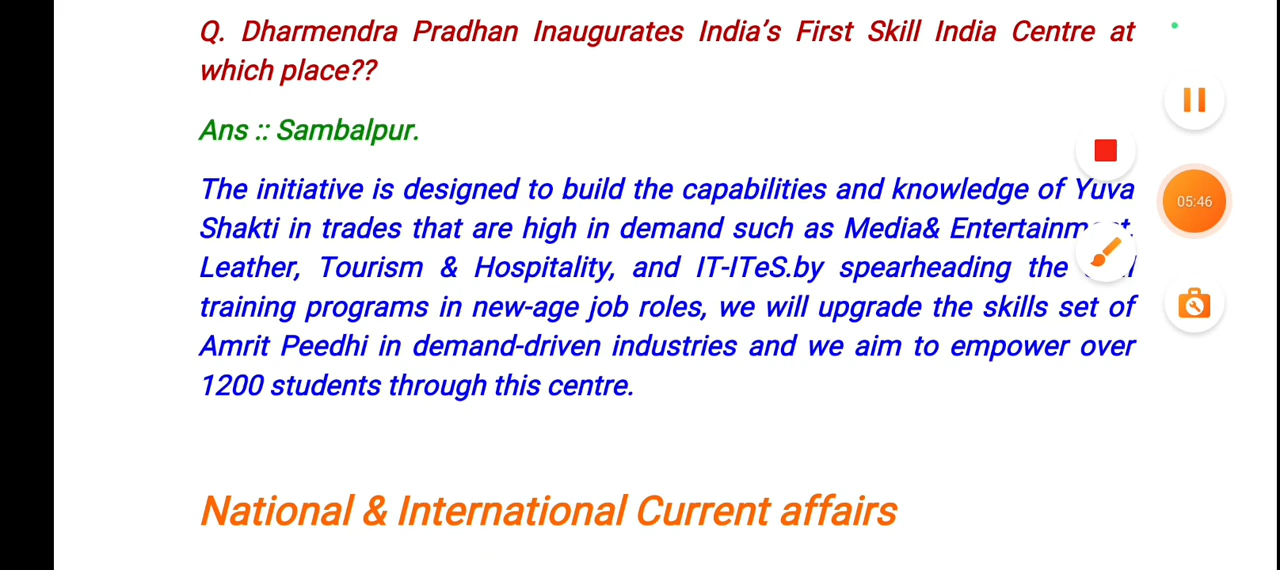 Q. Dharmendra Pradhan Inaugurates India's First Skill India Centre at
which place??
Ans :: Sambalpur.
The initiative is designed to build the capabilities and knowledge of Yuva
Shakti in trades that are high in demand such as Media& Entertainment,
Leather, Tourism & Hospitality, and IT-ITeS.by spearheading the
training programs in new-age job roles, we will upgrade the skills set of
05:46
Amrit Peedhi in demand-driven industries and we aim to empower over
1200 students through this centre.
National & International Current affairs